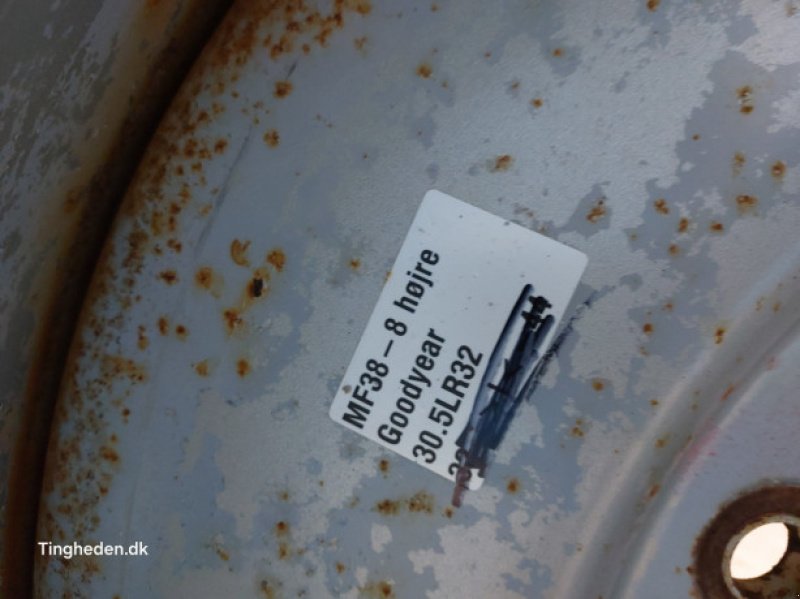 MF38 – 8 højre
Goodyear
30.5LR32
Tingheden.dk